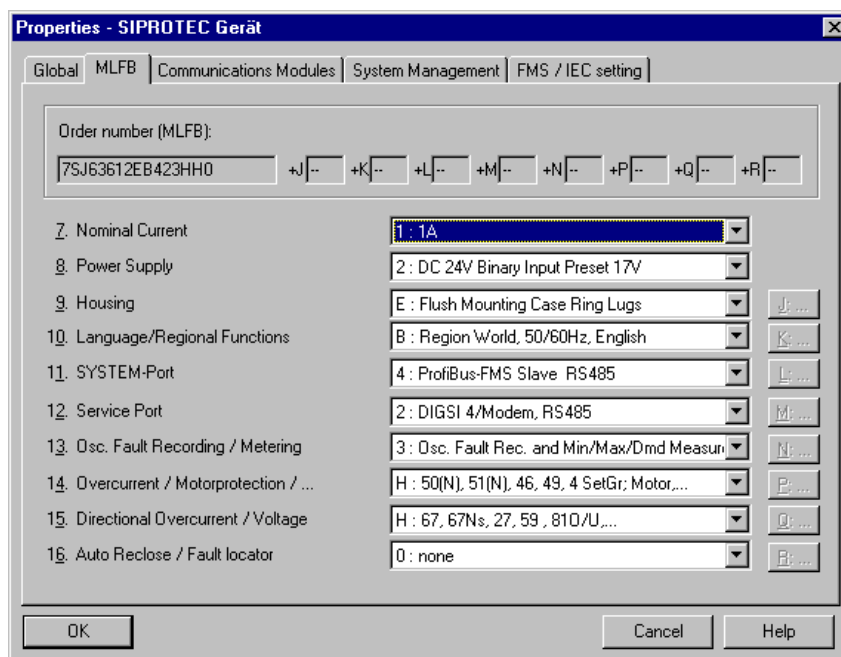 Properties - SIPROTEC Gerät
Global MLFB Communications Modules System Management FMS / IEC setting
Order number (MLFB):
7SJ63612EB423HH0 +J -- +K -- +L -- +M -- +N -- +P -- +Q -- +R --
7. Nominal Current 1 : 1A
8. Power Supply 2 : DC 24V Binary Input Preset 17V
9. Housing E : Flush Mounting Case Ring Lugs J: ...
10. Language/Regional Functions B : Region World, 50/60Hz, English K: ...
11. SYSTEM-Port 4 : ProfiBus-FMS Slave RS485 L: ...
12. Service Port 2 : DIGSI 4/Modem, RS485 M: ...
13. Osc. Fault Recording / Metering 3 : Osc. Fault Rec. and Min/Max/Dmd Measur N: ...
14. Overcurrent / Motorprotection / ... H : 50(N), 51(N), 46, 49, 4 SetGr; Motor,... P: ...
15. Directional Overcurrent / Voltage H : 67, 67Ns, 27, 59 , 81O/U,... Q: ...
16. Auto Reclose / Fault locator 0 : none R: ...
OK Cancel Help